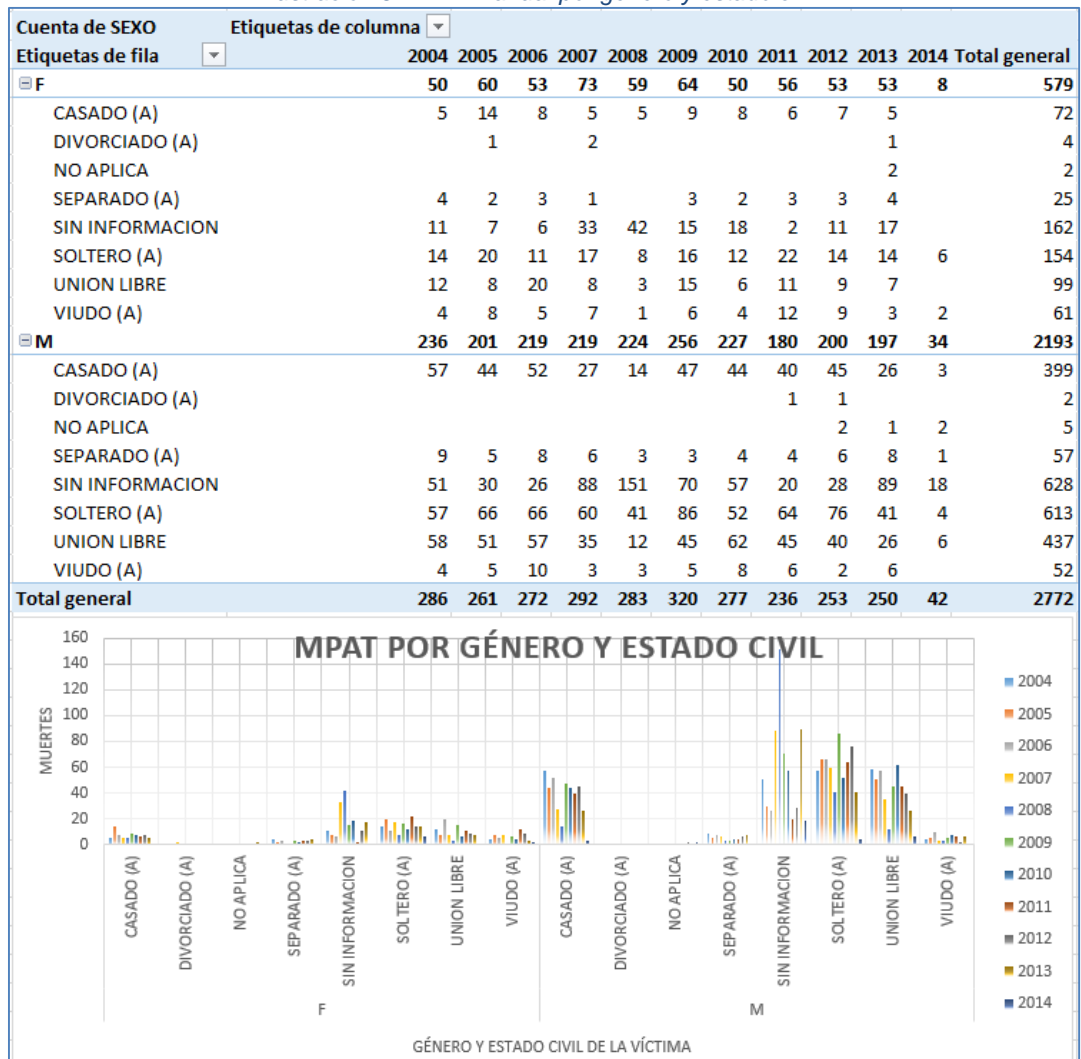 Cuenta de SEXO Etiquetas de columna
Etiquetas de fila 2004 2005 2006 2007 2008 2009 2010 2011 2012 2013 2014 Total general
F 50 60 53 73 59 64 50 56 53 53 8 579
CASADO (A) 5 14 8 5 5 9 8 6 7 5 72
DIVORCIADO (A) 1 2 1 4
NO APLICA 2 2
SEPARADO (A) 4 2 3 1 3 2 3 3 4 25
SIN INFORMACION 11 7 6 33 42 15 18 2 11 17 162
SOLTERO (A) 14 20 11 17 8 16 12 22 14 14 6 154
UNION LIBRE 12 8 20 8 3 15 6 11 9 7 99
VIUDO (A) 4 8 5 7 1 6 4 12 9 3 2 61
M 236 201 219 219 224 256 227 180 200 197 34 2193
CASADO (A) 57 44 52 27 14 47 44 40 45 26 3 399
DIVORCIADO (A) 1 1 2
NO APLICA 2 1 2 5
SEPARADO (A) 9 5 8 6 3 3 4 4 6 8 1 57
SIN INFORMACION 51 30 26 88 151 70 57 20 28 89 18 628
SOLTERO (A) 57 66 66 60 41 86 52 64 76 41 4 613
UNION LIBRE 58 51 57 35 12 45 62 45 40 26 6 437
VIUDO (A) 4 5 10 3 3 5 8 6 2 6 52
Total general 286 261 272 292 283 320 277 236 253 250 42 2772
MPAT POR GÉNERO Y ESTADO CIVIL
MUERTES
160
140
120
100
80
60
40
20
0
CASADO (A)
DIVORCIADO (A)
NO APLICA
SEPARADO (A)
SIN INFORMACION
SOLTERO (A)
UNION LIBRE
VIUDO (A)
CASADO (A)
DIVORCIADO (A)
NO APLICA
SEPARADO (A)
SIN INFORMACION
SOLTERO (A)
UNION LIBRE
VIUDO (A)
F M
GÉNERO Y ESTADO CIVIL DE LA VÍCTIMA
2004
2005
2006
2007
2008
2009
2010
2011
2012
2013
2014